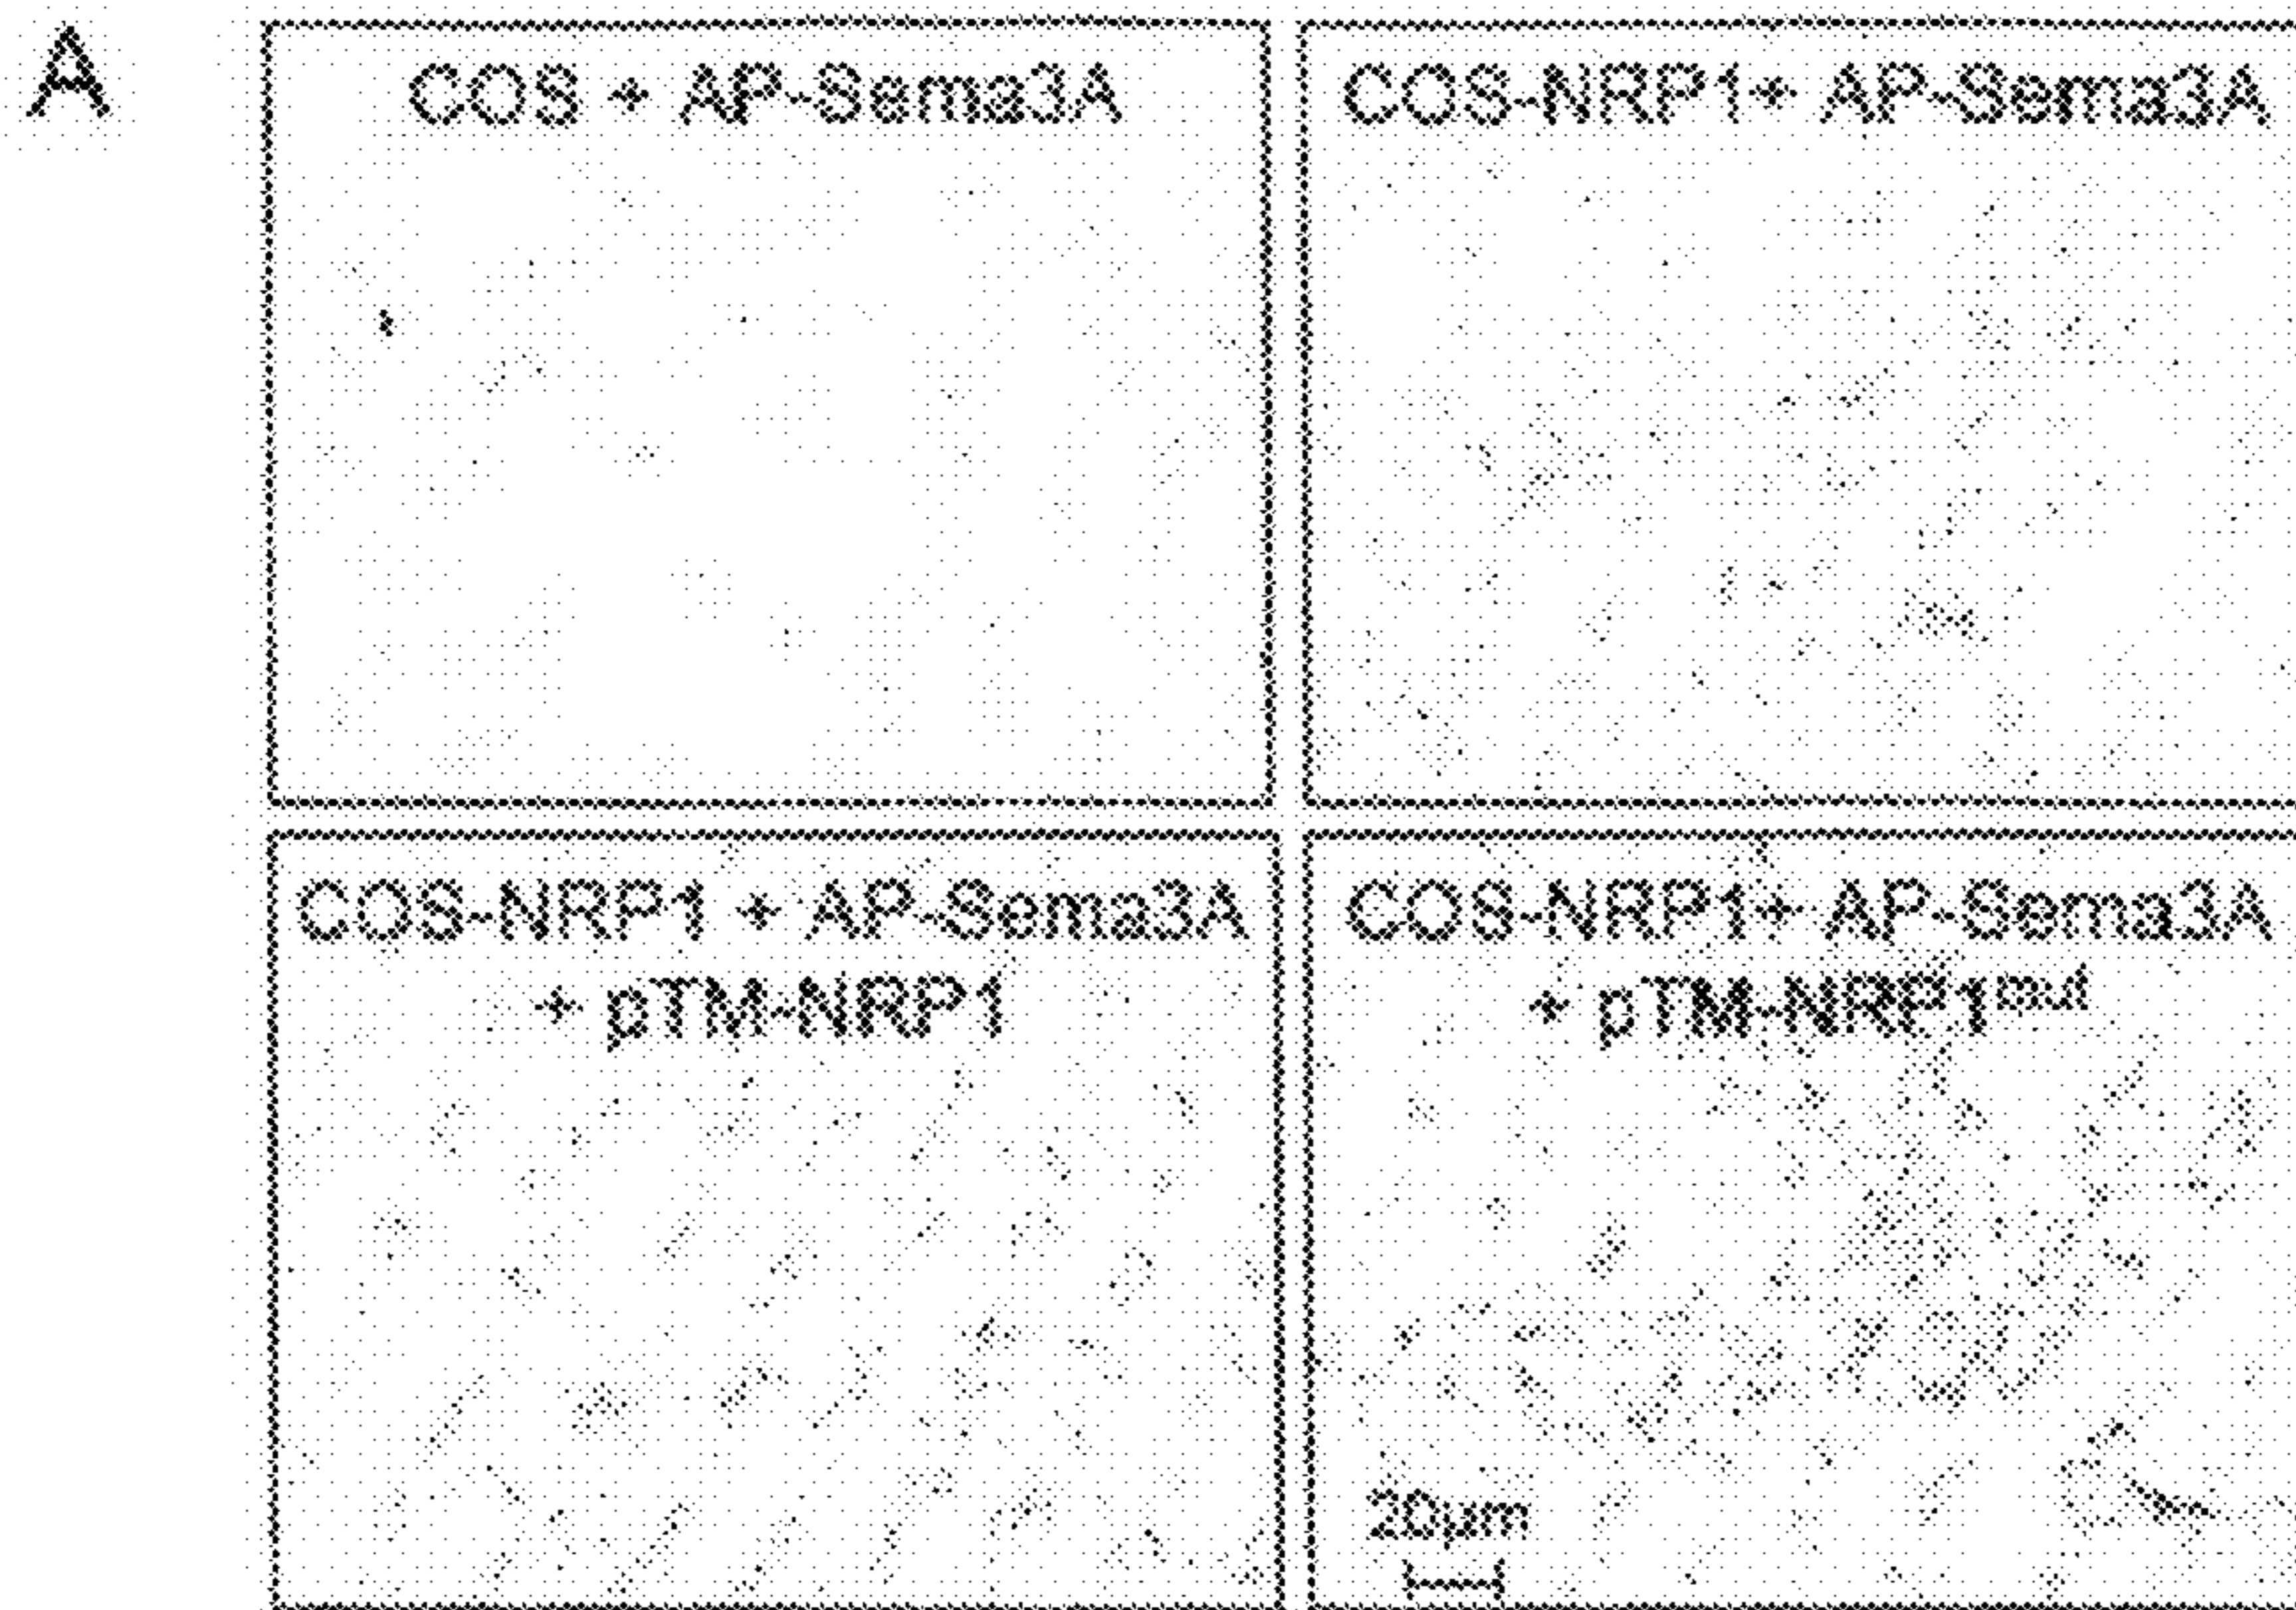 A
COS + AP-Sema3A
COS-NRP1+ AP-Sema3A
COS-NRP1 + AP-Sema3A
+ pTM-NRP1
COS-NRP1+ AP-Sema3A
+ pTM-NRP1ᵐᵘᵗ
20µm